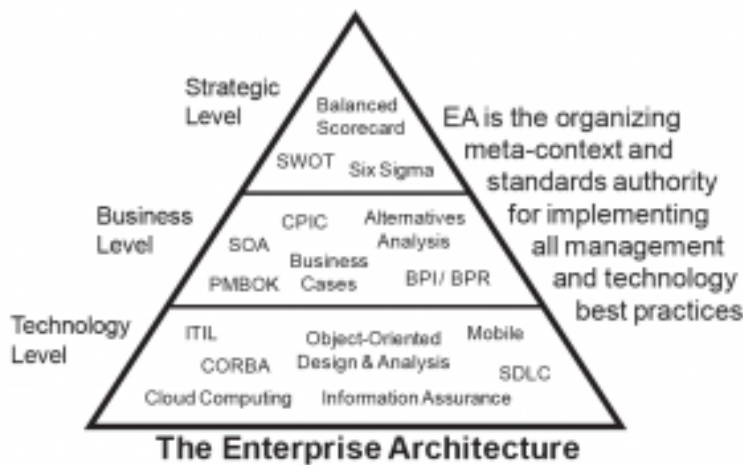 Strategic
Level
Balanced
Scorecard
SWOT
Six Sigma
EA is the organizing
meta-context and
standards authority
for implementing
all management
and technology
best practices
Business
Level
CPIC
Alternatives
Analysis
SOA
Business
Cases
PMBOK
BPI / BPR
Technology
Level
ITIL
Object-Oriented
Design & Analysis
Mobile
CORBA
SDLC
Cloud Computing
Information Assurance
The Enterprise Architecture